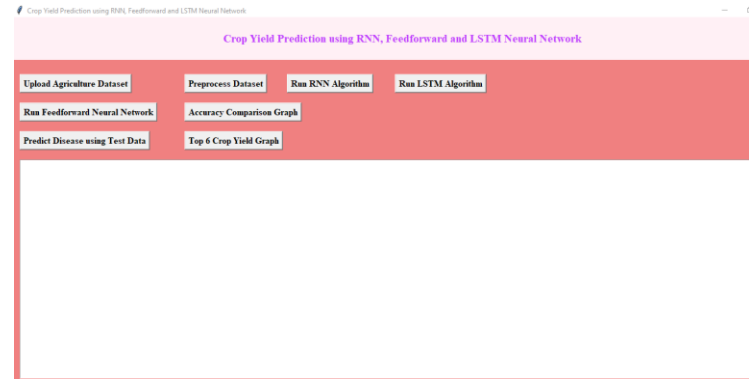 Crop Yield Prediction using RNN, Feedforward and LSTM Neural Network
Crop Yield Prediction using RNN, Feedforward and LSTM Neural Network
Upload Agriculture Dataset Preprocess Dataset Run RNN Algorithm Run LSTM Algorithm
Run Feedforward Neural Network Accuracy Comparison Graph
Predict Disease using Test Data Top 6 Crop Yield Graph